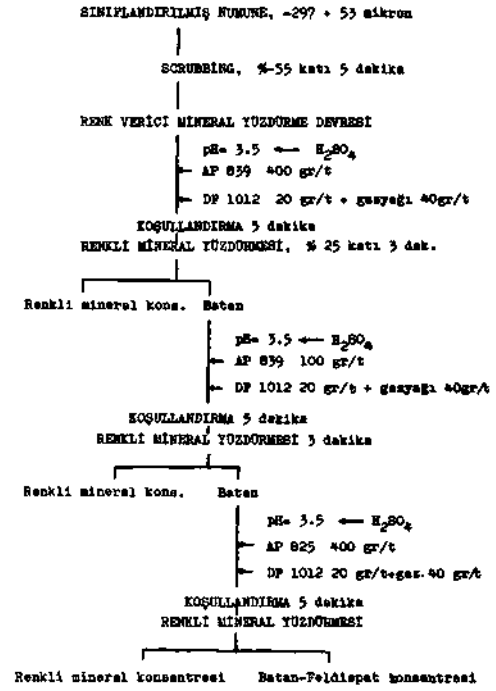 SINIFLANDIRILMIŞ NUMUNE, -297 + 53 mikron
SCRUBBING, %-55 katı 5 dakika
RENK VERİCİ MİNERAL YÜZDÜRME DEVRESİ
pH= 3.5 ← H₂SO₄
AP 839 400 gr/t
DP 1012 20 gr/t + gazyağı 40gr/t
KOŞULLANDIRMA 5 dakika
RENKLİ MİNERAL YÜZDÜRMESİ, % 25 katı 3 dak.
Renkli mineral kons. Batan
pH= 3.5 ← H₂SO₄
AP 839 100 gr/t
DP 1012 20 gr/t + gazyağı 40gr/t
KOŞULLANDIRMA 5 dakika
RENKLİ MİNERAL YÜZDÜRMESİ 3 dakika
Renkli mineral kons. Batan
pH= 3.5 ← H₂SO₄
AP 825 400 gr/t
DP 1012 20 gr/t+gaz.40 gr/t
KOŞULLANDIRMA 5 dakika
RENKLİ MİNERAL YÜZDÜRMESİ
Renkli mineral konsantresi Batan-Feldispat konsantresi